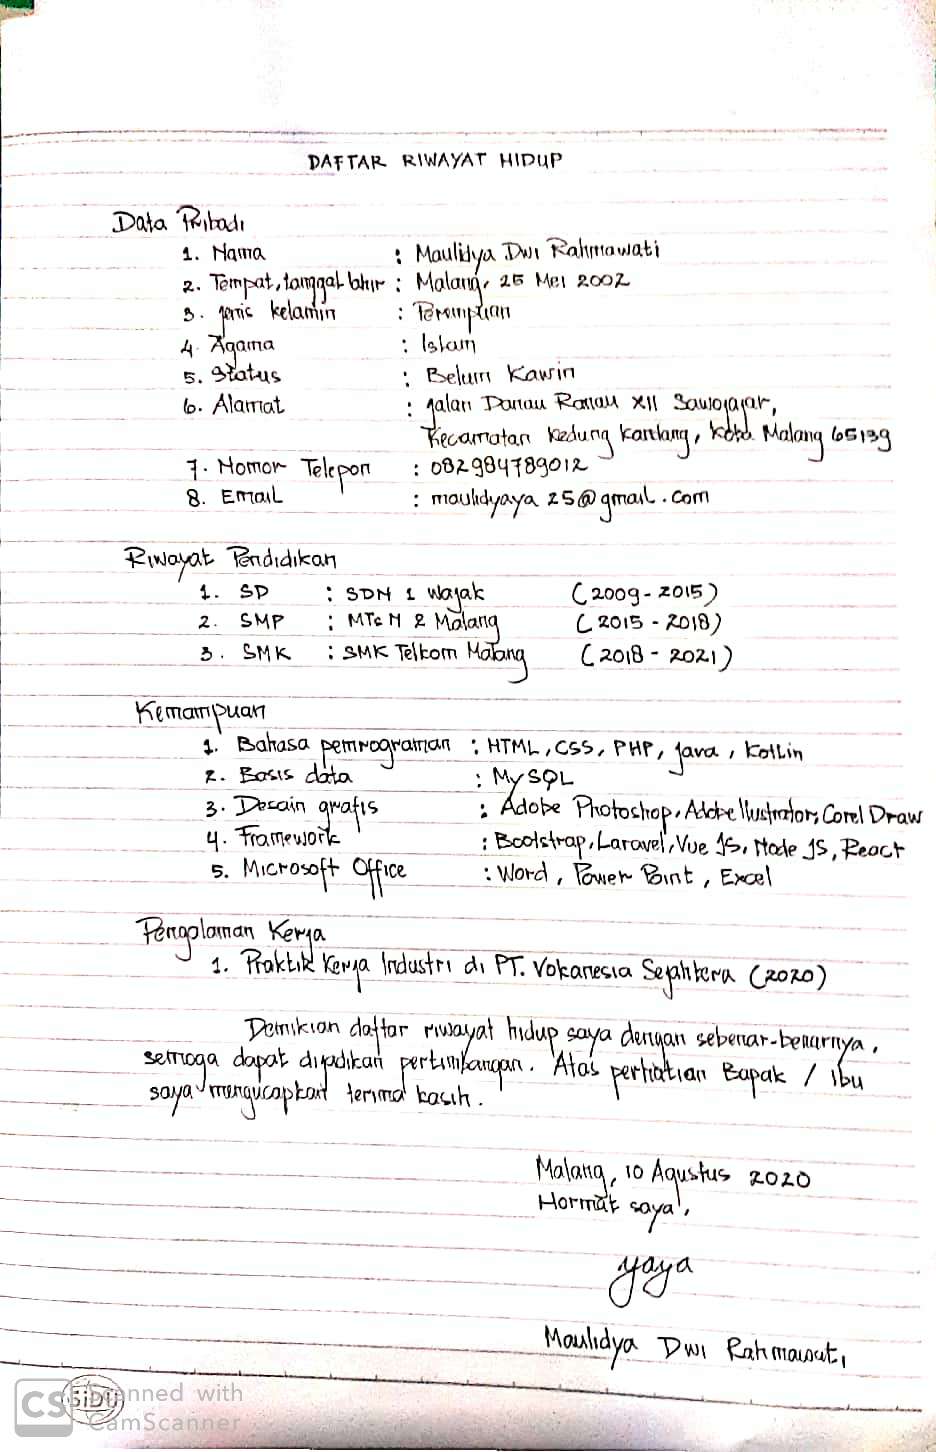 DAFTAR RIWAYAT HIDUP
Data Pribadi
1. Nama : Maulidya Dwi Rahmawati
2. Tempat, tanggal lahir : Malang, 25 Mei 2002
3. jenis kelamin : Perempuan
4. Agama : Islam
5. Status : Belum Kawin
6. Alamat : jalan Danau Ranau XII Sawojajar,
Kecamatan Kedung Kandang, Kota Malang 65139
7. Nomor Telepon : 082984789012
8. Email : maulidyaya25@gmail.com
Riwayat Pendidikan
1. SD : SDN 1 Wajak (2009-2015)
2. SMP : MTs N 2 Malang (2015 - 2018)
3. SMK : SMK Telkom Malang (2018 - 2021)
Kemampuan
1. Bahasa pemrograman : HTML, CSS, PHP, java, Kotlin
2. Basis data : MySQL
3. Desain grafis : Adobe Photoshop, Adobe Ilustrator, Corel Draw
4. Framework : Bootstrap, Laravel, Vue JS, Node JS, React
5. Microsoft Office : Word, Power Point, Excel
Pengalaman Kerja
1. Praktik Kerja Industri di PT. Vokanesia Sejahtera (2020)
Demikian daftar riwayat hidup saya dengan sebenar-benarnya,
semoga dapat dijadikan pertimbangan. Atas perhatian Bapak / ibu
saya mengucapkan terima kasih.
Malang, 10 Agustus 2020
Hormat saya,
yaya
Maulidya Dwi Rahmawati
SiDU
CS Scanned with
CamScanner